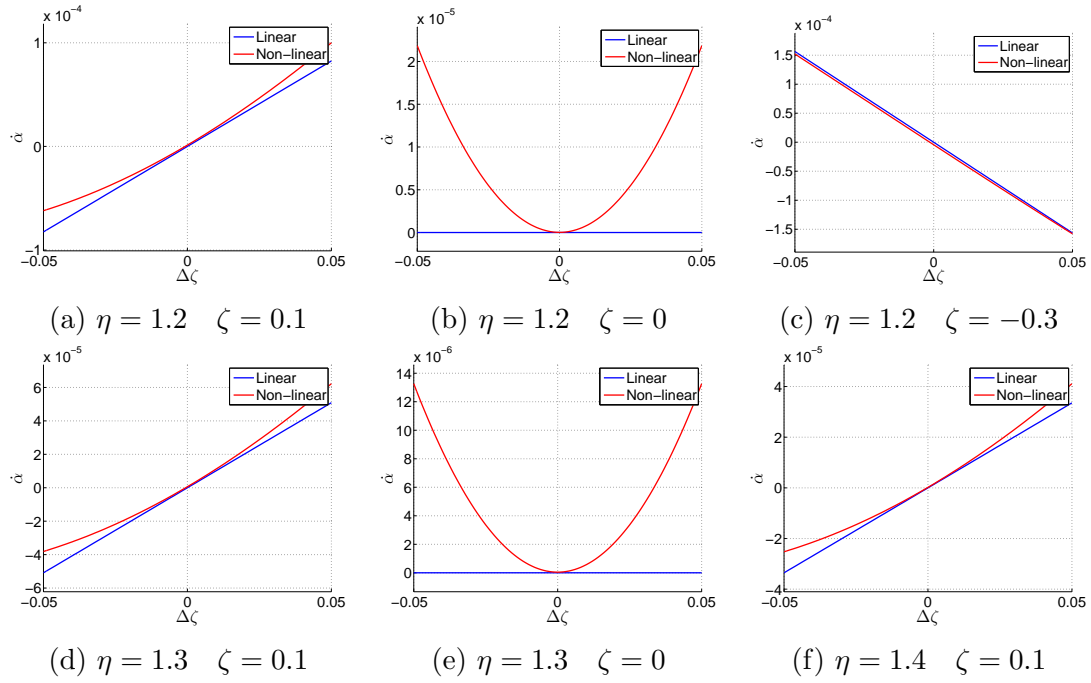 x 10⁻⁴
1
0
−1
−0.05 0 0.05
α̇
Δζ
Linear
Non−linear
(a) η = 1.2 ζ = 0.1
x 10⁻⁵
2
1.5
1
0.5
0
−0.05 0 0.05
α̇
Δζ
Linear
Non−linear
(b) η = 1.2 ζ = 0
x 10⁻⁴
1.5
1
0.5
0
−0.5
−1
−1.5
−0.05 0 0.05
α̇
Δζ
Linear
Non−linear
(c) η = 1.2 ζ = −0.3
x 10⁻⁵
6
4
2
0
−2
−4
−6
−0.05 0 0.05
α̇
Δζ
Linear
Non−linear
(d) η = 1.3 ζ = 0.1
x 10⁻⁶
14
12
10
8
6
4
2
0
−0.05 0 0.05
α̇
Δζ
Linear
Non−linear
(e) η = 1.3 ζ = 0
x 10⁻⁵
4
2
0
−2
−4
−0.05 0 0.05
α̇
Δζ
Linear
Non−linear
(f) η = 1.4 ζ = 0.1